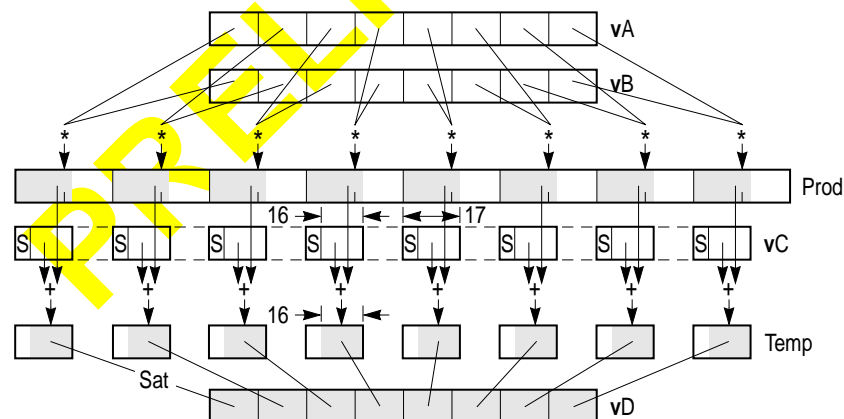 vA
vB
* * * * * * * *
Prod
16 17
S S S S S S S S vC
+ + + + + + + +
16
Temp
Sat
vD
PREL